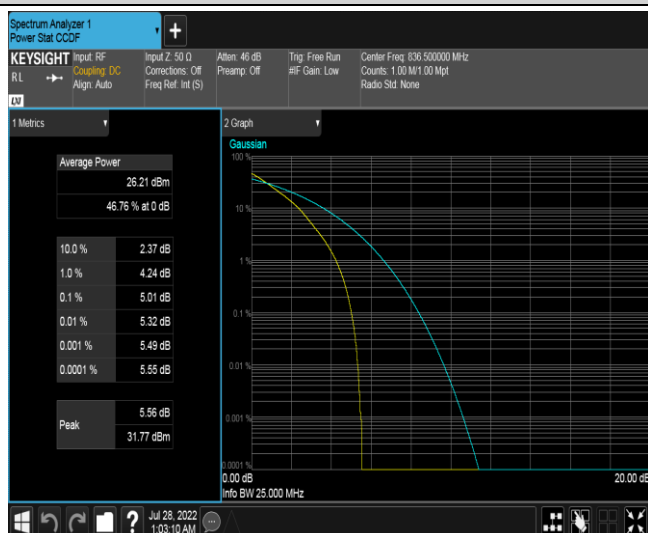 Spectrum Analyzer 1
Power Stat CCDF
+
KEYSIGHT
RL
LXI
Input: RF
Coupling: DC
Align: Auto
Input Z: 50 Ω
Corrections: Off
Freq Ref: Int (S)
Atten: 46 dB
Preamp: Off
Trig: Free Run
#IF Gain: Low
Center Freq: 836.500000 MHz
Counts: 1.00 M/1.00 Mpt
Radio Std: None
1 Metrics
Average Power
26.21 dBm
46.76 % at 0 dB
10.0 % 2.37 dB
1.0 % 4.24 dB
0.1 % 5.01 dB
0.01 % 5.32 dB
0.001 % 5.49 dB
0.0001 % 5.55 dB
Peak
5.56 dB
31.77 dBm
2 Graph
Gaussian
100 %
10 %
1 %
0.1 %
0.01 %
0.001 %
0.0001 %
0.00 dB 20.00 dB
Info BW 25.000 MHz
?
Jul 28, 2022
1:03:10 AM